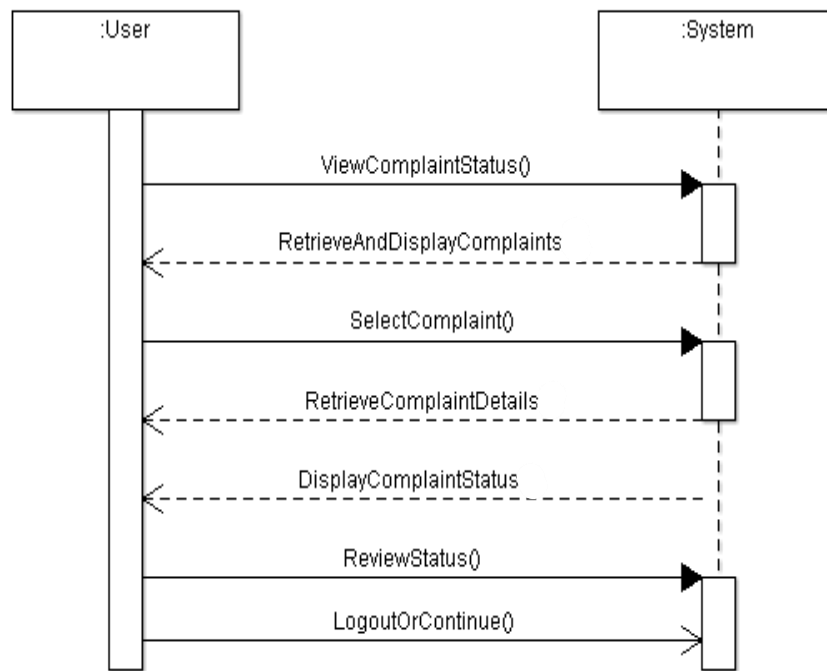 :User
:System
ViewComplaintStatus()
RetrieveAndDisplayComplaints
SelectComplaint()
RetrieveComplaintDetails
DisplayComplaintStatus
ReviewStatus()
LogoutOrContinue()